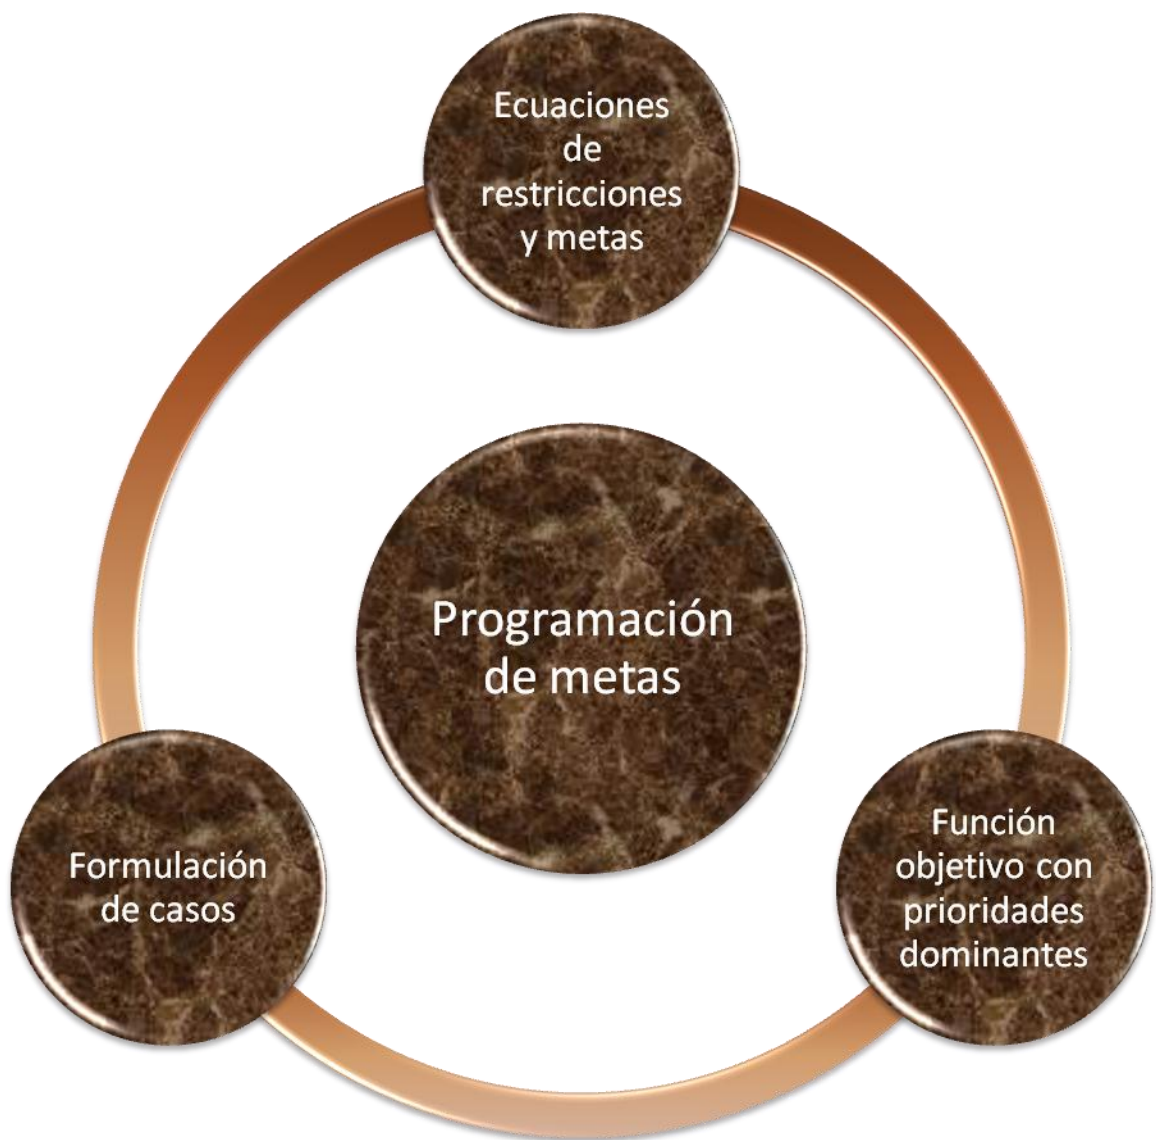 Ecuaciones
de
restricciones
y metas
Programación
de metas
Formulación
de casos
Función
objetivo con
prioridades
dominantes